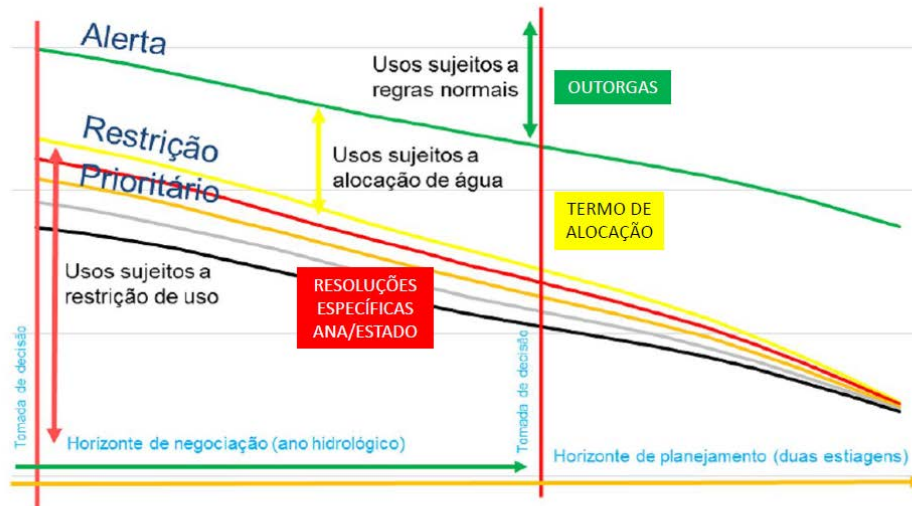 Alerta
Usos sujeitos a
regras normais
OUTORGAS
Restrição
Usos sujeitos a
alocação de água
Prioritário
TERMO DE
ALOCAÇÃO
Usos sujeitos a
restrição de uso
RESOLUÇÕES
ESPECÍFICAS
ANA/ESTADO
Tomada de decisão
Tomada de decisão
Horizonte de negociação (ano hidrológico)
Horizonte de planejamento (duas estiagens)